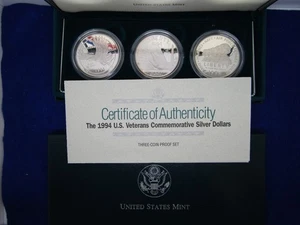 Certificate of Authenticity
The 1994 U.S. Veterans Commemorative Silver Dollars
THREE-COIN PROOF SET
UNITED STATES MINT